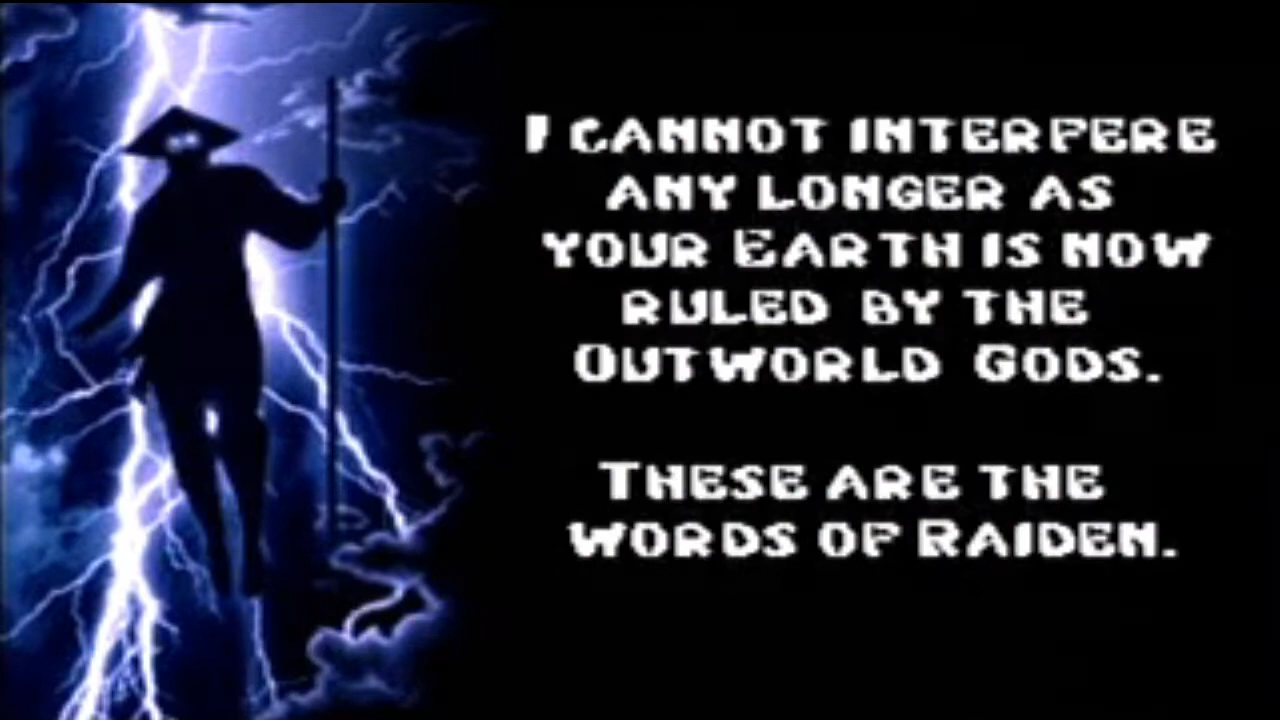 I CANNOT INTERFERE
ANY LONGER AS
YOUR EARTH IS NOW
RULED BY THE
OUTWORLD GODS.
THESE ARE THE
WORDS OF RAIDEN.